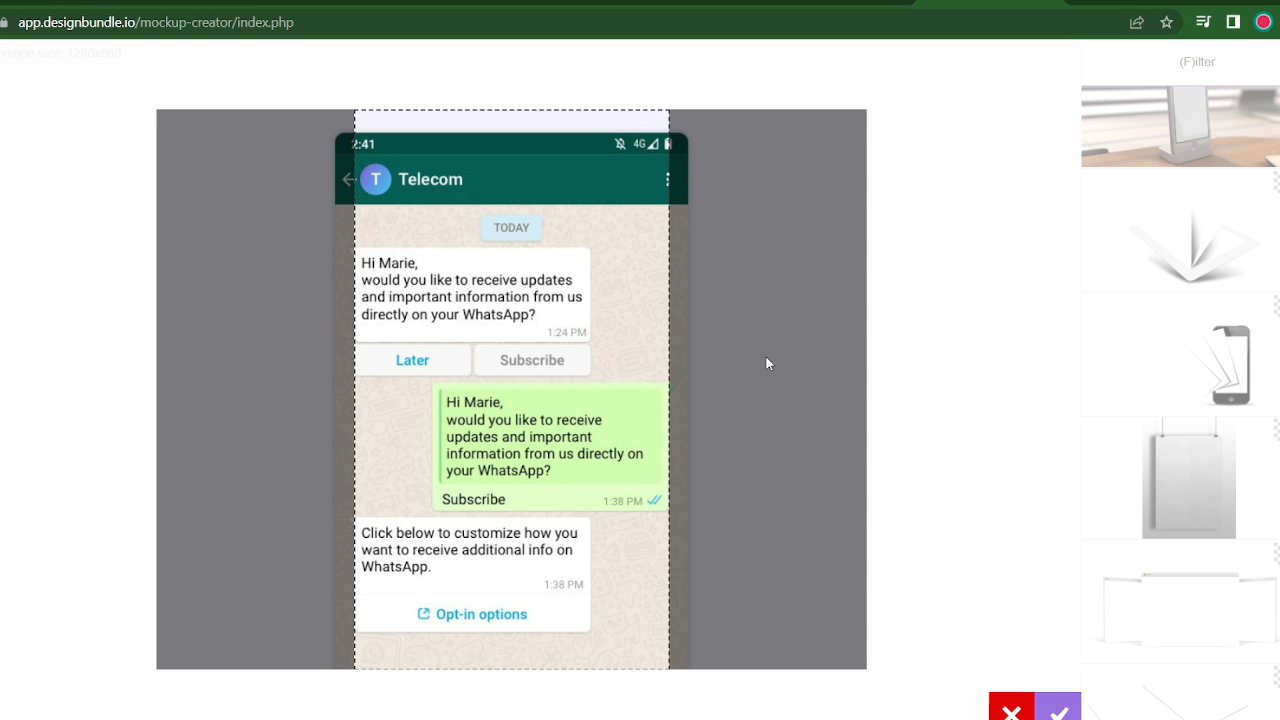 app.designbundle.io/mockup-creator/index.php
image size: 1280x960
(F)ilter
2:41
4G
T
Telecom
TODAY
Hi Marie,
would you like to receive updates
and important information from us
directly on your WhatsApp?
1:24 PM
Later
Subscribe
Hi Marie,
would you like to receive
updates and important
information from us directly on
your WhatsApp?
Subscribe
1:38 PM
Click below to customize how you
want to receive additional info on
WhatsApp.
1:38 PM
Opt-in options